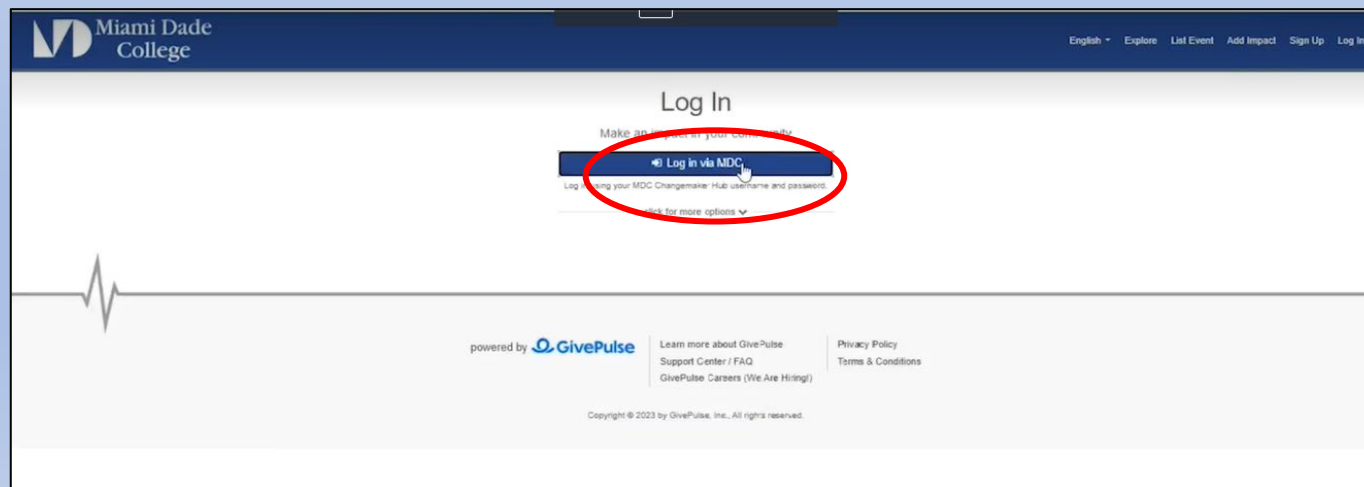 Miami Dade
College
English Explore List Event Add Impact Sign Up Log In
Log In
Make an impact in your community
Log in via MDC
Log in using your MDC Changemaker Hub username and password.
click for more options
powered by GivePulse
Learn more about GivePulse
Support Center / FAQ
GivePulse Careers (We Are Hiring!)
Privacy Policy
Terms & Conditions
Copyright © 2023 by GivePulse, Inc., All rights reserved.